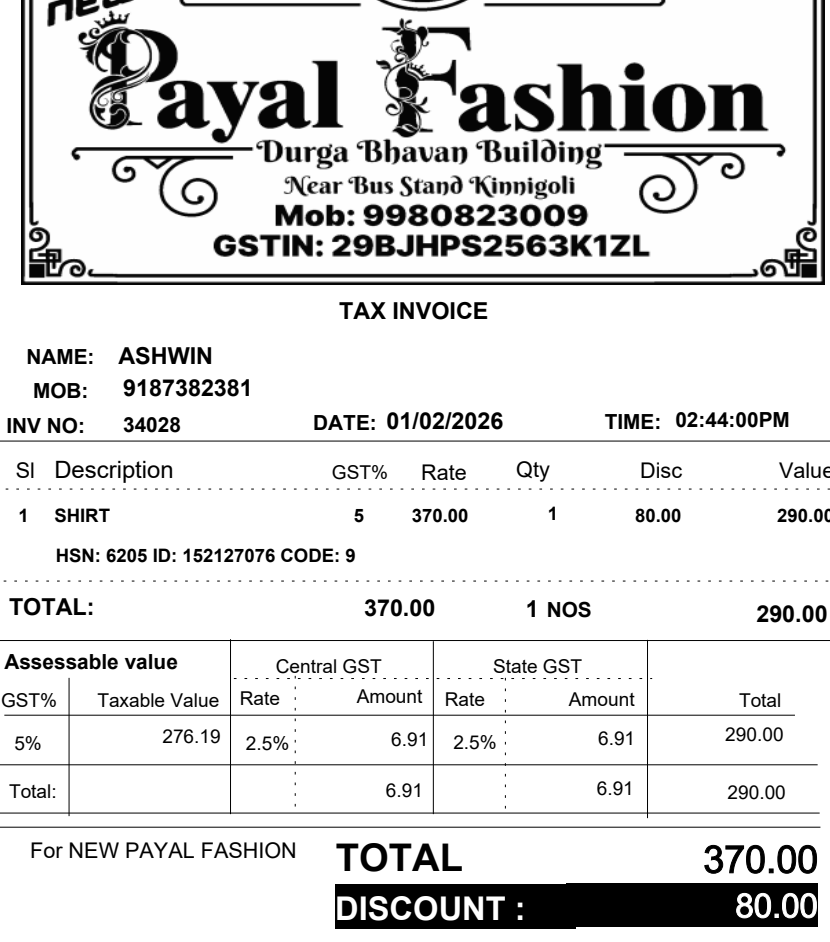 new
Payal Fashion
Durga Bhavan Building
Near Bus Stand Kinnigoli
Mob: 9980823009
GSTIN: 29BJHPS2563K1ZL
TAX INVOICE
NAME: ASHWIN
MOB: 9187382381
INV NO: 34028 DATE: 01/02/2026 TIME: 02:44:00PM
Sl Description GST% Rate Qty Disc Value
1 SHIRT 5 370.00 1 80.00 290.00
HSN: 6205 ID: 152127076 CODE: 9
TOTAL: 370.00 1 NOS 290.00
Assessable value Central GST State GST
GST% Taxable Value Rate Amount Rate Amount Total
5% 276.19 2.5% 6.91 2.5% 6.91 290.00
Total: 6.91 6.91 290.00
For NEW PAYAL FASHION TOTAL 370.00
DISCOUNT : 80.00